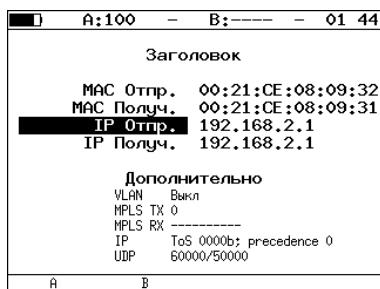 A:100 – B:---- – 01 44
Заголовок
MAC Отпр. 00:21:CE:08:09:32
MAC Получ. 00:21:CE:08:09:31
IP Отпр. 192.168.2.1
IP Получ. 192.168.2.1
Дополнительно
VLAN Выкл
MPLS TX 0
MPLS RX ----------
IP ToS 0000b; precedence 0
UDP 60000/50000
A B